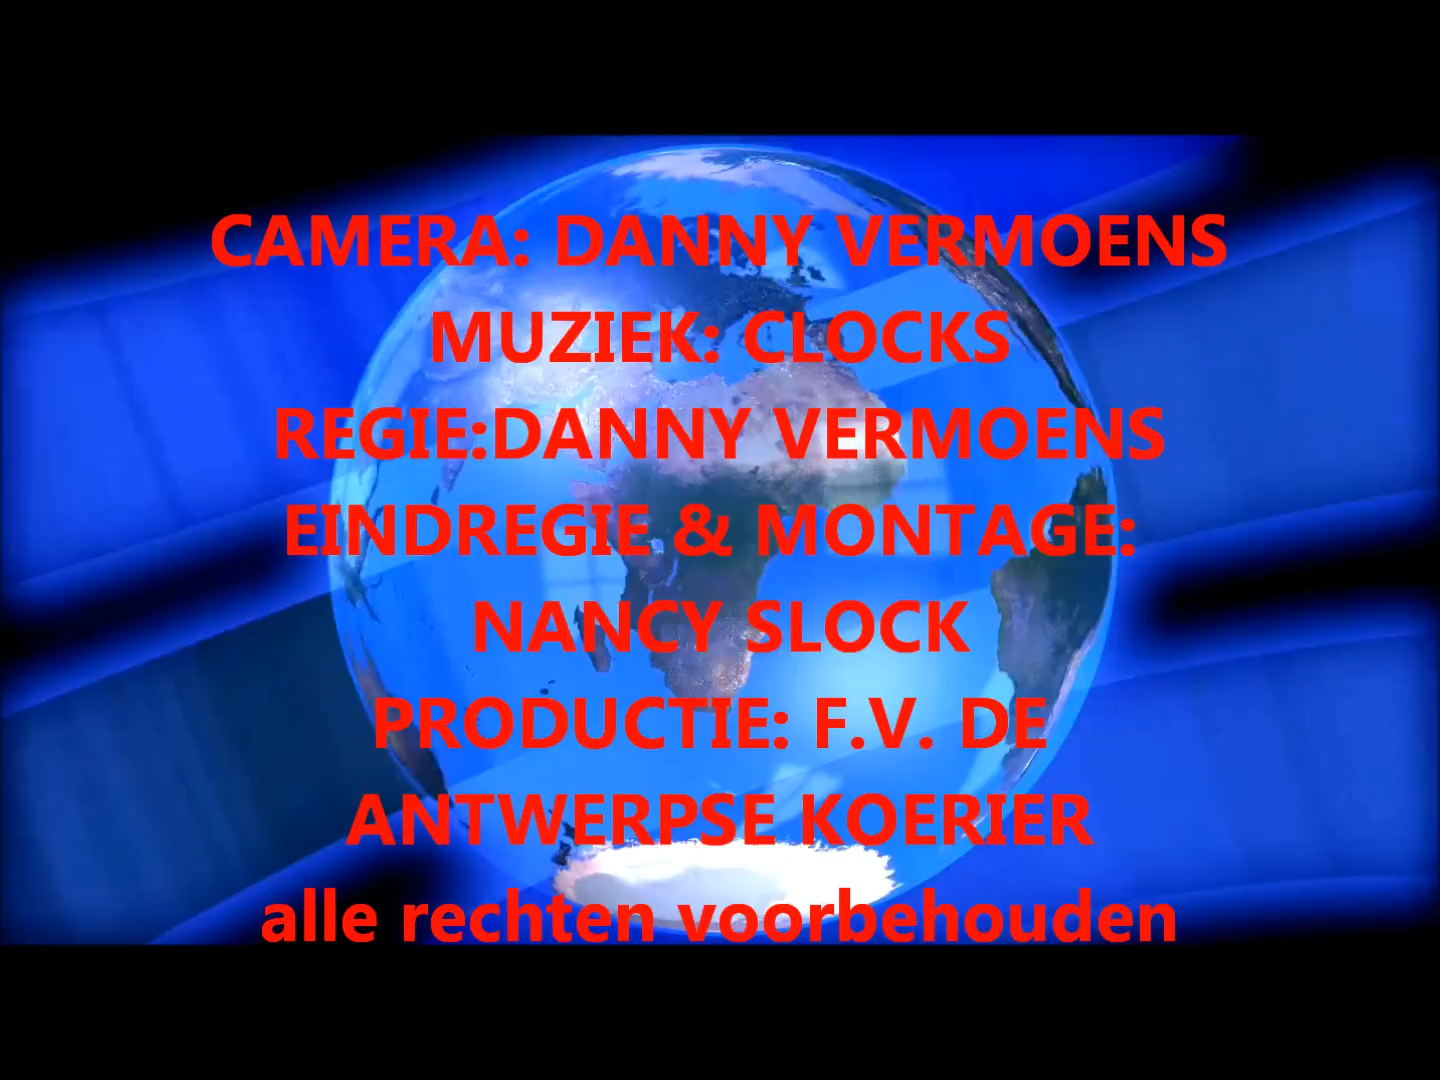 CAMERA: DANNY VERMOENS
MUZIEK: CLOCKS
REGIE:DANNY VERMOENS
EINDREGIE & MONTAGE:
NANCY SLOCK
PRODUCTIE: F.V. DE
ANTWERPSE KOERIER
alle rechten voorbehouden